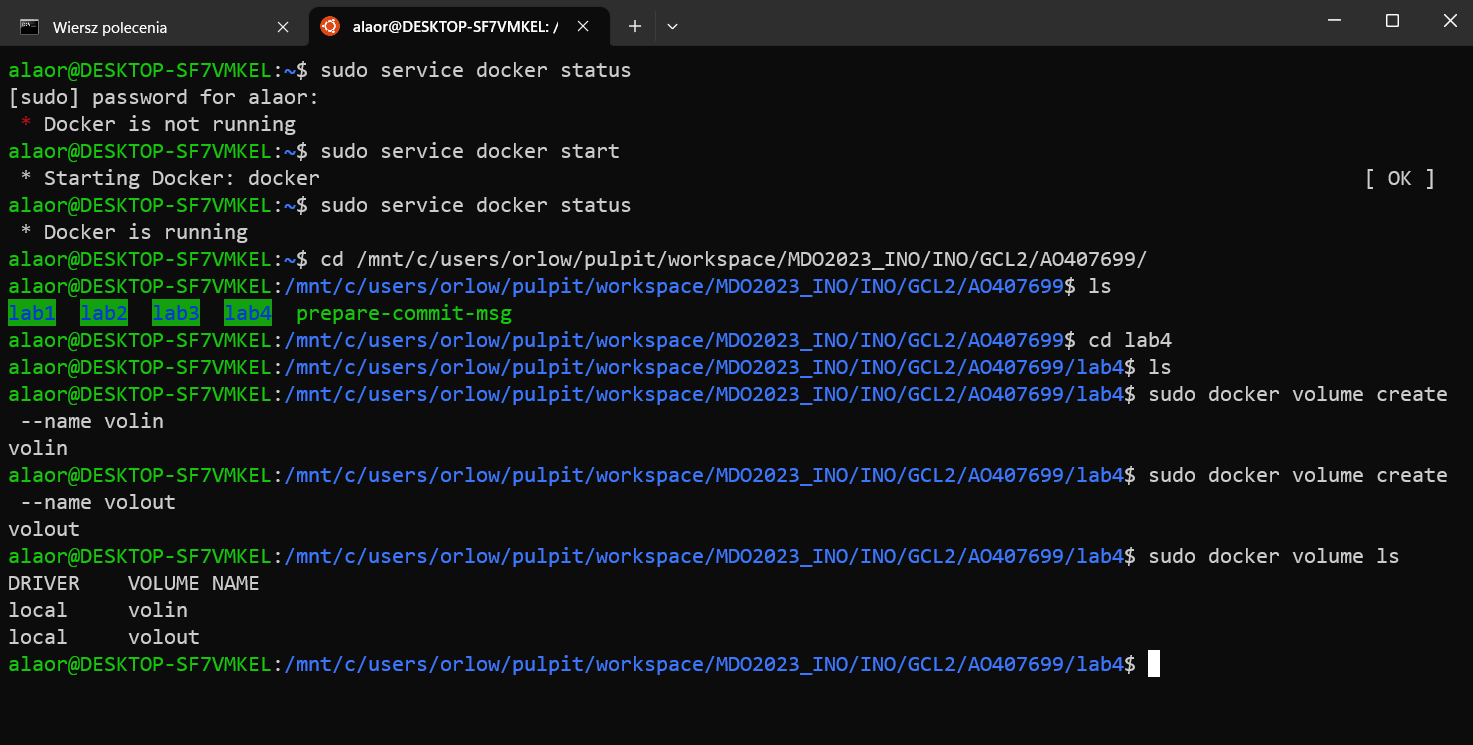 Wiersz polecenia
alaor@DESKTOP-SF7VMKEL: /
alaor@DESKTOP-SF7VMKEL:~$ sudo service docker status
[sudo] password for alaor:
 * Docker is not running
alaor@DESKTOP-SF7VMKEL:~$ sudo service docker start
 * Starting Docker: docker [ OK ]
alaor@DESKTOP-SF7VMKEL:~$ sudo service docker status
 * Docker is running
alaor@DESKTOP-SF7VMKEL:~$ cd /mnt/c/users/orlow/pulpit/workspace/MDO2023_INO/INO/GCL2/AO407699/
alaor@DESKTOP-SF7VMKEL:/mnt/c/users/orlow/pulpit/workspace/MDO2023_INO/INO/GCL2/AO407699$ ls
lab1  lab2  lab3  lab4  prepare-commit-msg
alaor@DESKTOP-SF7VMKEL:/mnt/c/users/orlow/pulpit/workspace/MDO2023_INO/INO/GCL2/AO407699$ cd lab4
alaor@DESKTOP-SF7VMKEL:/mnt/c/users/orlow/pulpit/workspace/MDO2023_INO/INO/GCL2/AO407699/lab4$ ls
alaor@DESKTOP-SF7VMKEL:/mnt/c/users/orlow/pulpit/workspace/MDO2023_INO/INO/GCL2/AO407699/lab4$ sudo docker volume create
 --name volin
volin
alaor@DESKTOP-SF7VMKEL:/mnt/c/users/orlow/pulpit/workspace/MDO2023_INO/INO/GCL2/AO407699/lab4$ sudo docker volume create
 --name volout
volout
alaor@DESKTOP-SF7VMKEL:/mnt/c/users/orlow/pulpit/workspace/MDO2023_INO/INO/GCL2/AO407699/lab4$ sudo docker volume ls
DRIVER    VOLUME NAME
local     volin
local     volout
alaor@DESKTOP-SF7VMKEL:/mnt/c/users/orlow/pulpit/workspace/MDO2023_INO/INO/GCL2/AO407699/lab4$